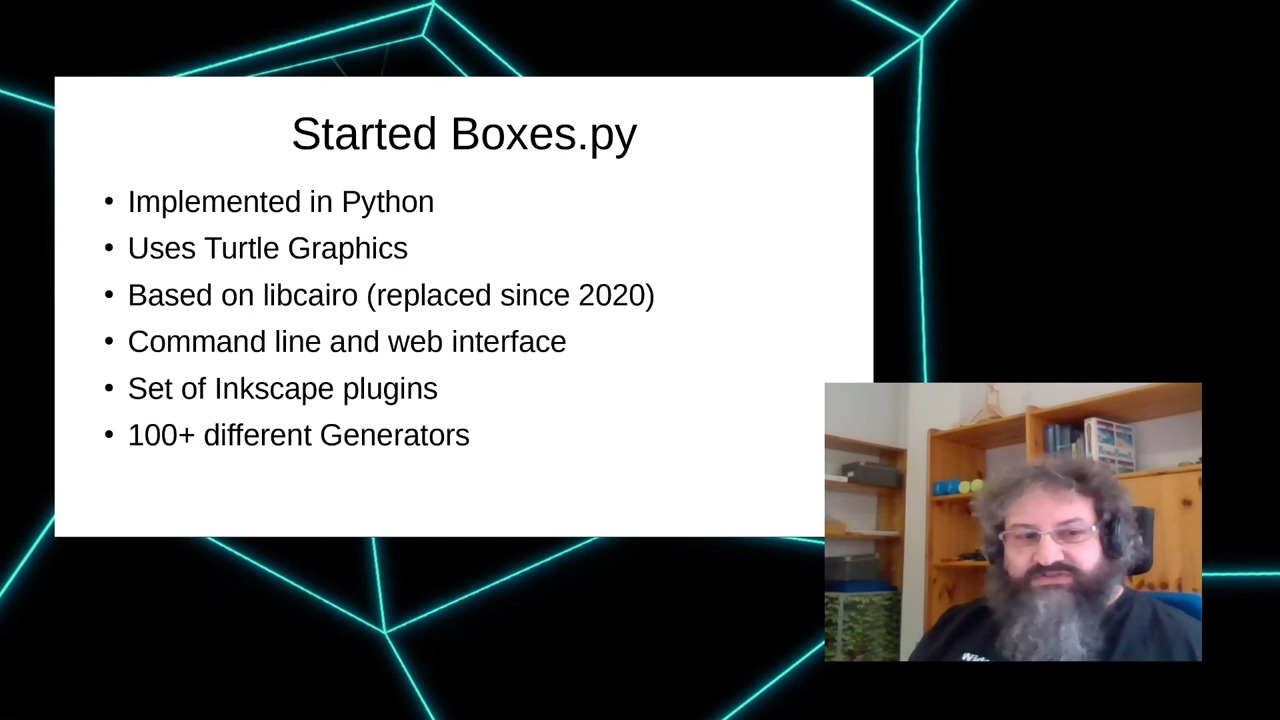 Started Boxes.py
• Implemented in Python
• Uses Turtle Graphics
• Based on libcairo (replaced since 2020)
• Command line and web interface
• Set of Inkscape plugins
• 100+ different Generators